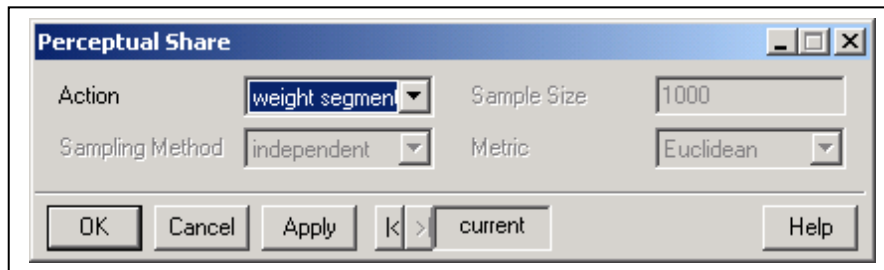 Perceptual Share
Action weight segment Sample Size 1000
Sampling Method independent Metric Euclidean
OK Cancel Apply |< >| current Help